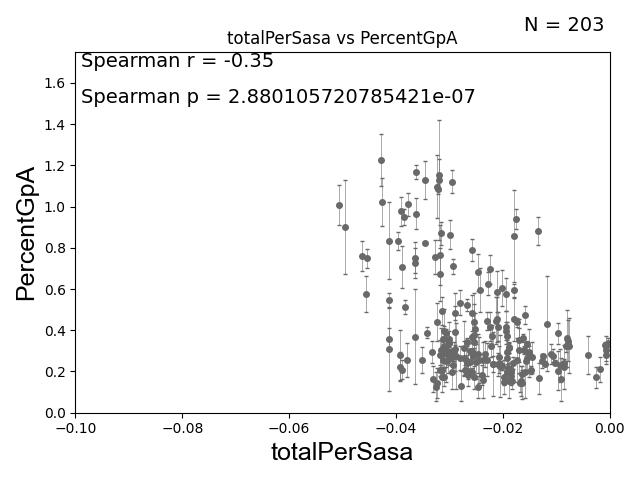 N = 203
totalPerSasa vs PercentGpA
Spearman r = -0.35
Spearman p = 2.880105720785421e-07
PercentGpA
1.6
1.4
1.2
1.0
0.8
0.6
0.4
0.2
0.0
−0.10 −0.08 −0.06 −0.04 −0.02 0.00
totalPerSasa